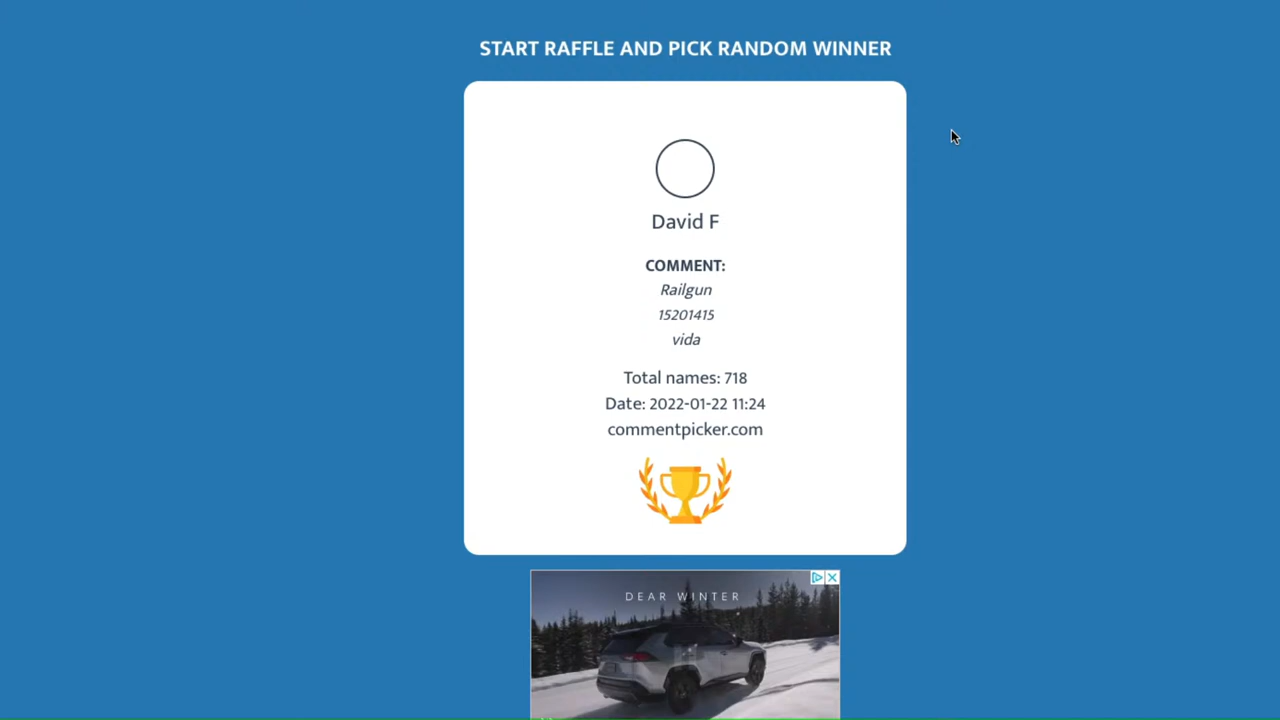 START RAFFLE AND PICK RANDOM WINNER
David F
COMMENT:
Railgun
15201415
vida
Total names: 718
Date: 2022-01-22 11:24
commentpicker.com
DEAR WINTER